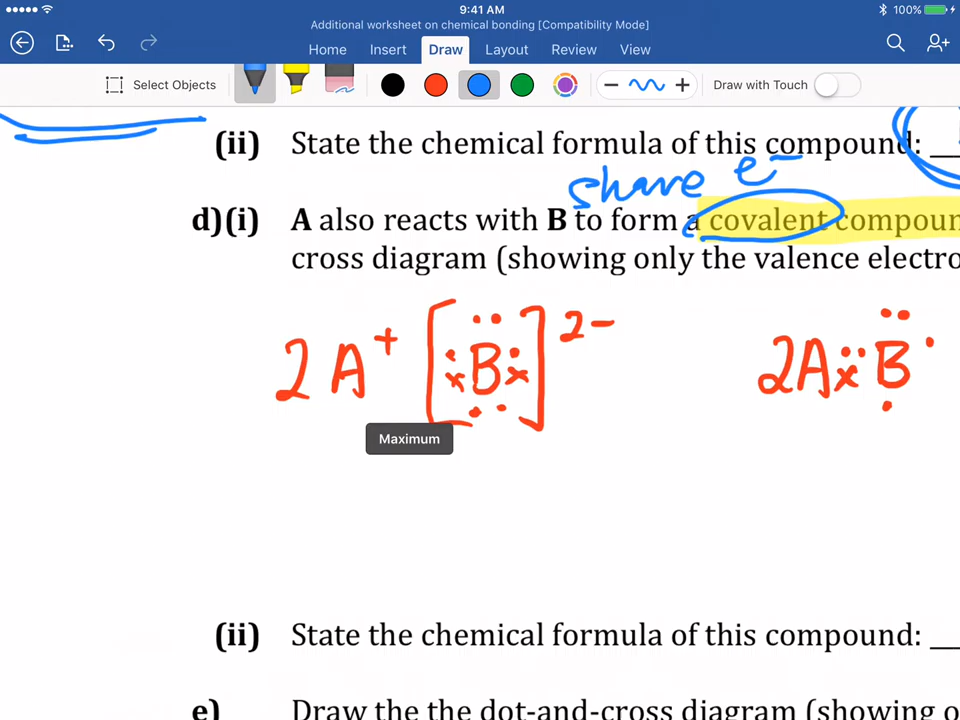 9:41 AM
100%
Additional worksheet on chemical bonding [Compatibility Mode]
Home Insert Draw Layout Review View
Select Objects
Draw with Touch
(ii) State the chemical formula of this compound: __
share e⁻
d)(i) A also reacts with B to form a covalent compoun
cross diagram (showing only the valence electro
2A⁺ [B]²⁻ 2A B
Maximum
(ii) State the chemical formula of this compound: __
e) Draw the the dot-and-cross diagram (showing o